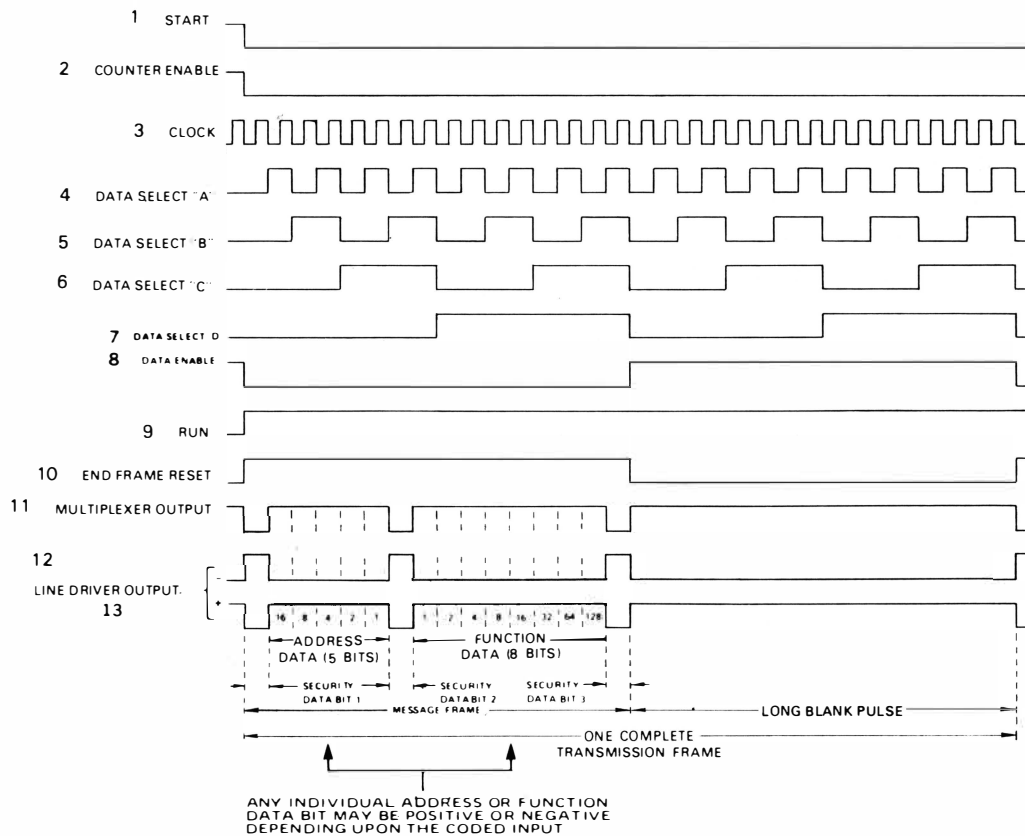 1 START
2 COUNTER ENABLE
3 CLOCK
4 DATA SELECT "A"
5 DATA SELECT "B"
6 DATA SELECT "C"
7 DATA SELECT D
8 DATA ENABLE
9 RUN
10 END FRAME RESET
11 MULTIPLEXER OUTPUT
12
-
LINE DRIVER OUTPUT.
+
13
16 8 4 2 1 1 2 4 8 16 32 64 128
ADDRESS FUNCTION
DATA (5 BITS) DATA (8 BITS)
SECURITY SECURITY SECURITY
DATA BIT 1 DATABIT 2 DATA BIT 3
MESSAGE FRAME LONG BLANK PULSE
ONE COMPLETE
TRANSMISSION FRAME
ANY INDIVIDUAL ADDRESS OR FUNCTION
DATA BIT MAY BE POSITIVE OR NEGATIVE
DEPENDING UPON THE CODED INPUT